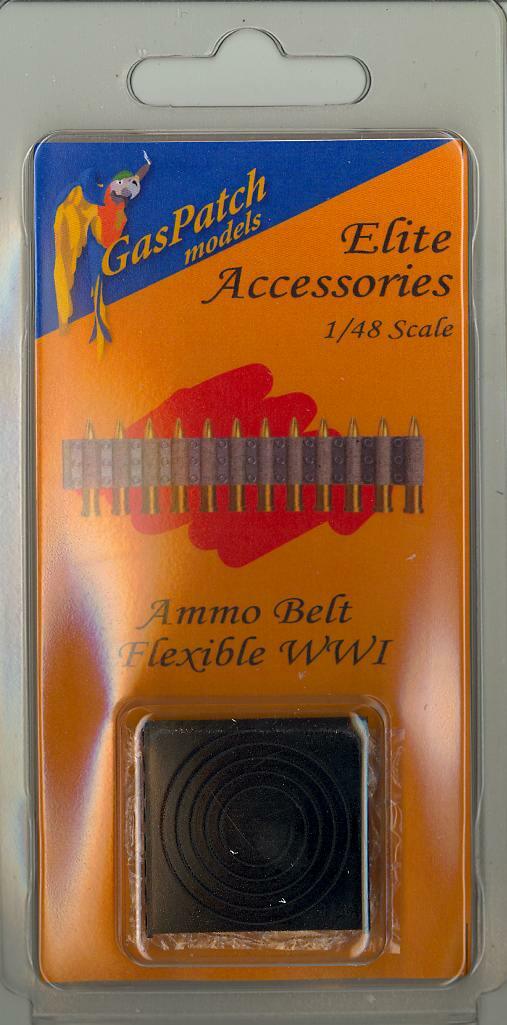 GasPatch
models
Elite
Accessories
1/48 Scale
Ammo Belt
Flexible WWI